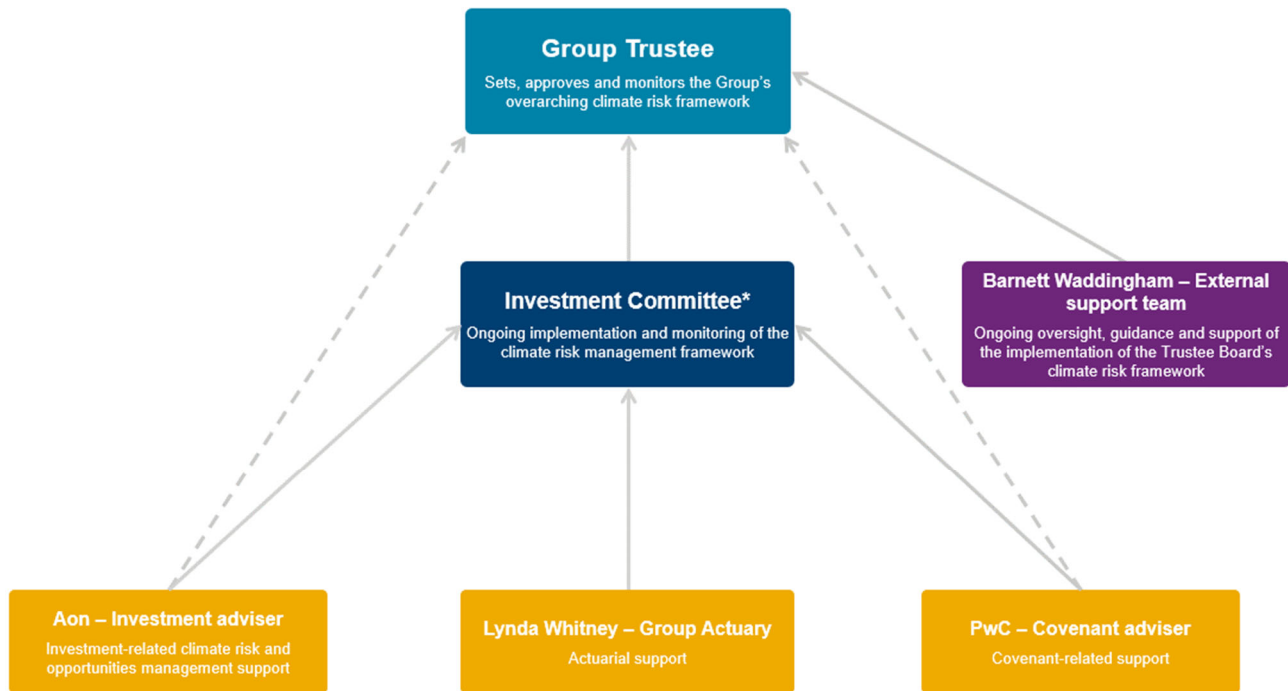 Group Trustee
Sets, approves and monitors the Group's
overarching climate risk framework
Investment Committee*
Ongoing implementation and monitoring of the
climate risk management framework
Barnett Waddingham – External
support team
Ongoing oversight, guidance and support of
the implementation of the Trustee Board's
climate risk framework
Aon – Investment adviser
Investment-related climate risk and
opportunities management support
Lynda Whitney – Group Actuary
Actuarial support
PwC – Covenant adviser
Covenant-related support